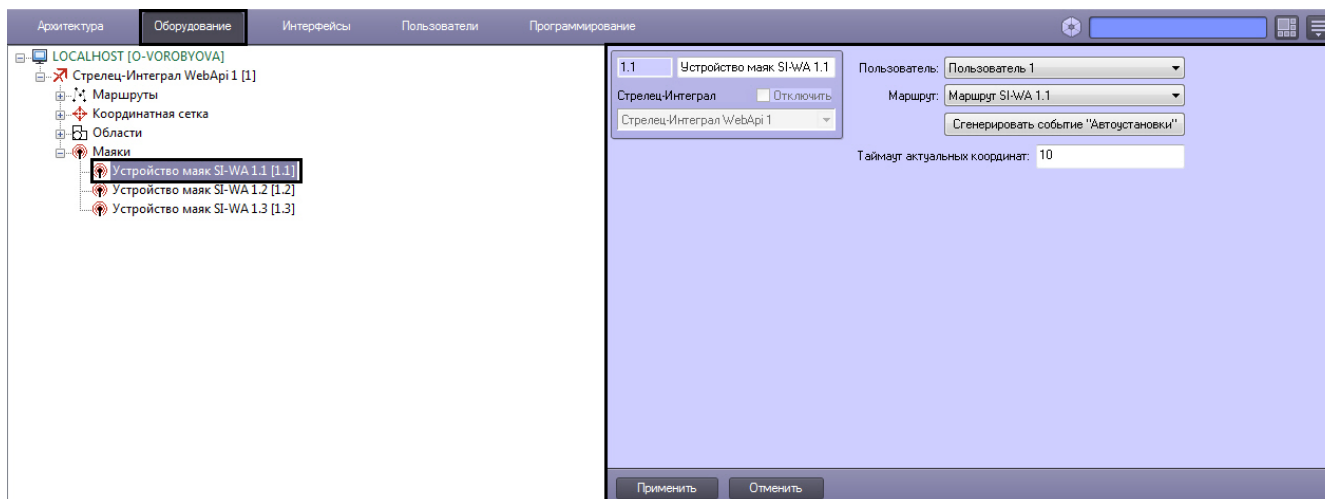 Архитектура Оборудование Интерфейсы Пользователи Программирование
LOCALHOST [O-VOROBYOVA]
Стрелец-Интеграл WebApi 1 [1]
Маршруты
Координатная сетка
Области
Маяки
Устройство маяк SI-WA 1.1 [1.1]
Устройство маяк SI-WA 1.2 [1.2]
Устройство маяк SI-WA 1.3 [1.3]
1.1 Устройство маяк SI-WA 1.1
Стрелец-Интеграл Отключить
Стрелец-Интеграл WebApi 1
Пользователь: Пользователь 1
Маршрут: Маршрут SI-WA 1.1
Сгенерировать событие "Автоустановки"
Таймаут актуальных координат: 10
Применить Отменить